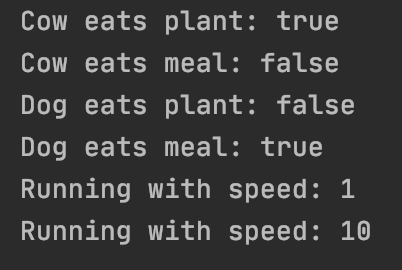 Cow eats plant: true
Cow eats meal: false
Dog eats plant: false
Dog eats meal: true
Running with speed: 1
Running with speed: 10